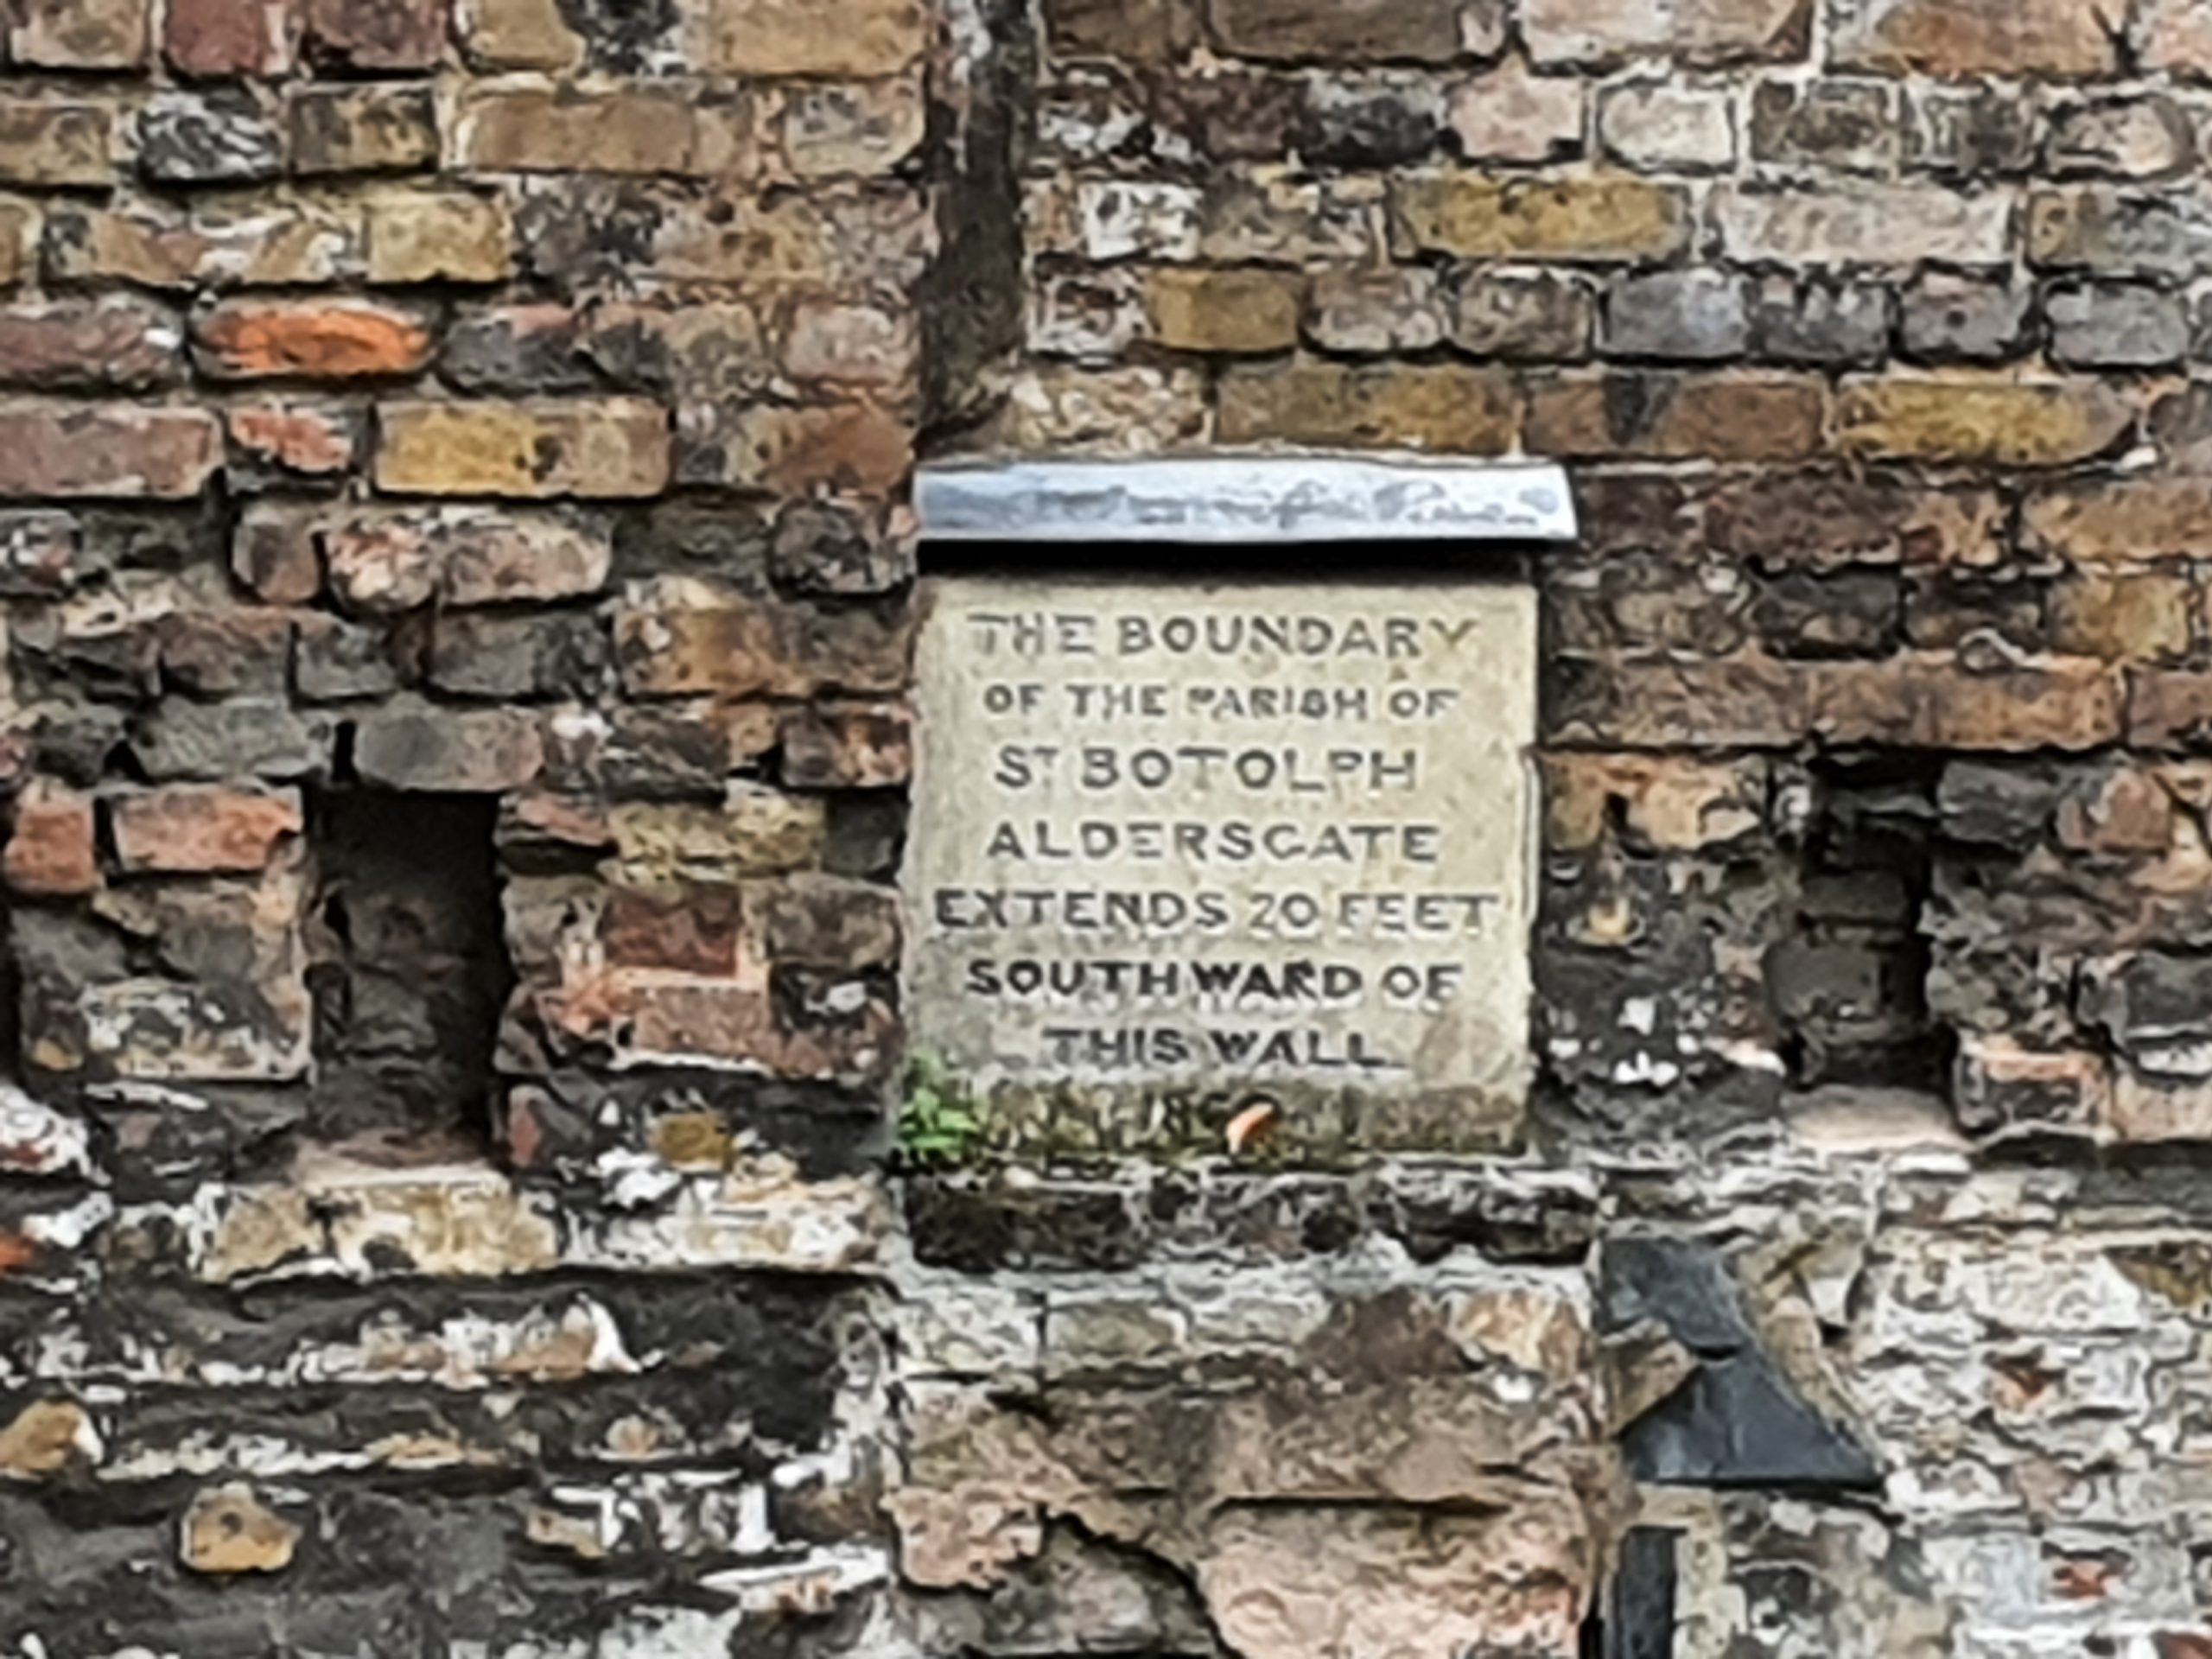 THE BOUNDARY
OF THE PARISH OF
ST BOTOLPH
ALDERSGATE
EXTENDS 20 FEET
SOUTHWARD OF
THIS WALL